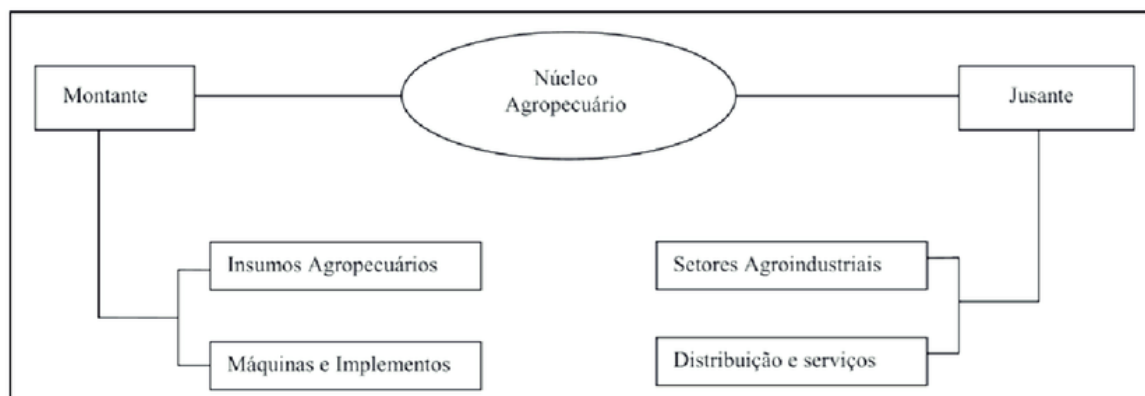 Núcleo
Agropecuário
Montante
Jusante
Insumos Agropecuários
Setores Agroindustriais
Máquinas e Implementos
Distribuição e serviços